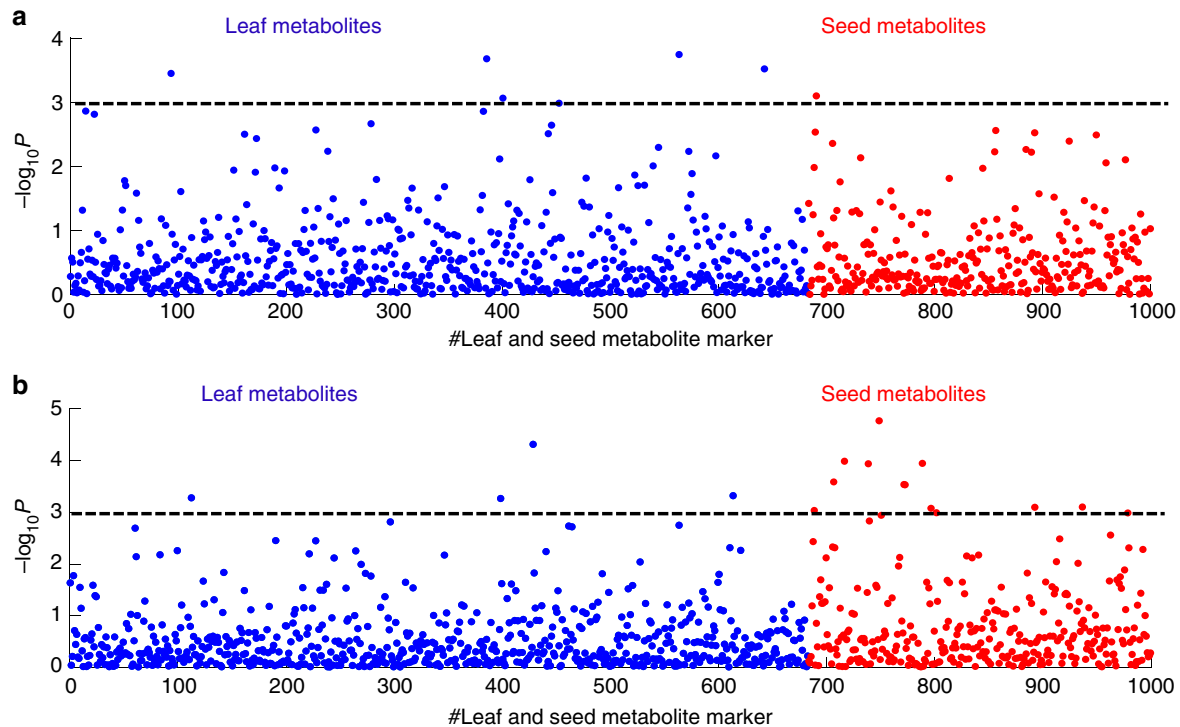 a
Leaf metabolites Seed metabolites
4
3
2
1
0
–log10P
0 100 200 300 400 500 600 700 800 900 1000
#Leaf and seed metabolite marker
b
Leaf metabolites Seed metabolites
5
4
3
2
1
0
–log10P
0 100 200 300 400 500 600 700 800 900 1000
#Leaf and seed metabolite marker